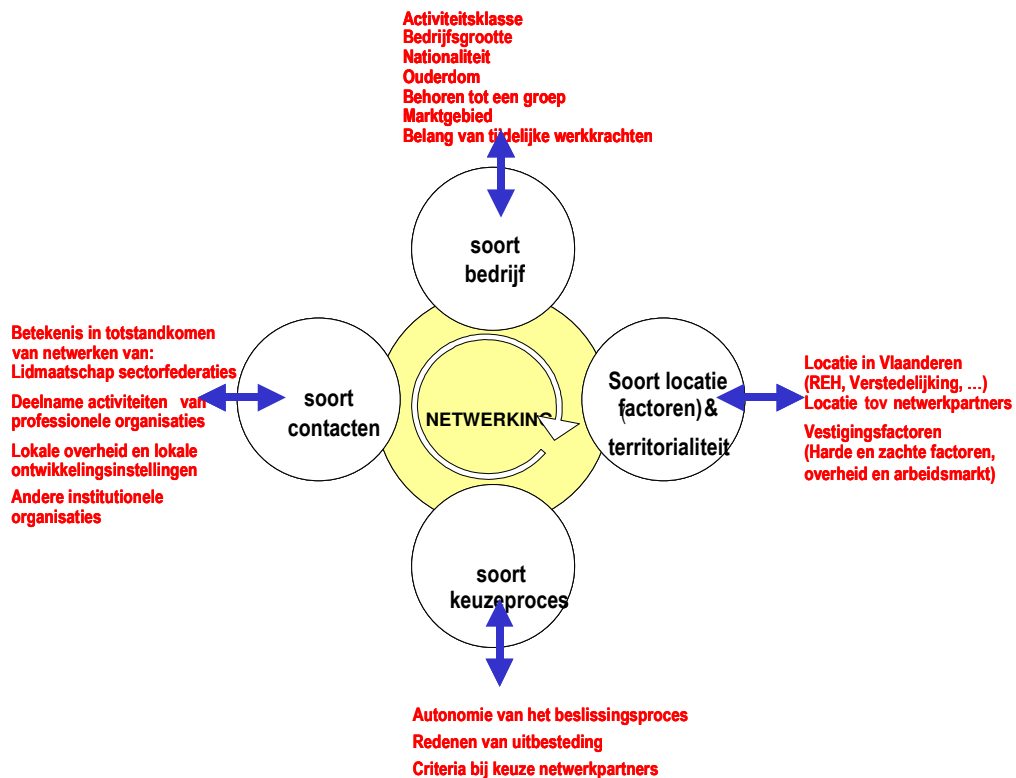 Activiteitsklasse
Bedrijfsgrootte
Nationaliteit
Ouderdom
Behoren tot een groep
Marktgebied
Belang van tijdelijke werkkrachten
soort
bedrijf
Betekenis in totstandkomen
van netwerken van:
Lidmaatschap sectorfederaties
Deelname activiteiten van
professionele organisaties
Lokale overheid en lokale
ontwikkelingsinstellingen
Andere institutionele
organisaties
soort
contacten
NETWERKING
Soort locatie
(factoren) &
territorialiteit
Locatie in Vlaanderen
(REH, Verstedelijking, ...)
Locatie tov netwerkpartners
Vestigingsfactoren
(Harde en zachte factoren,
overheid en arbeidsmarkt)
soort
keuzeproces
Autonomie van het beslissingsproces
Redenen van uitbesteding
Criteria bij keuze netwerkpartners